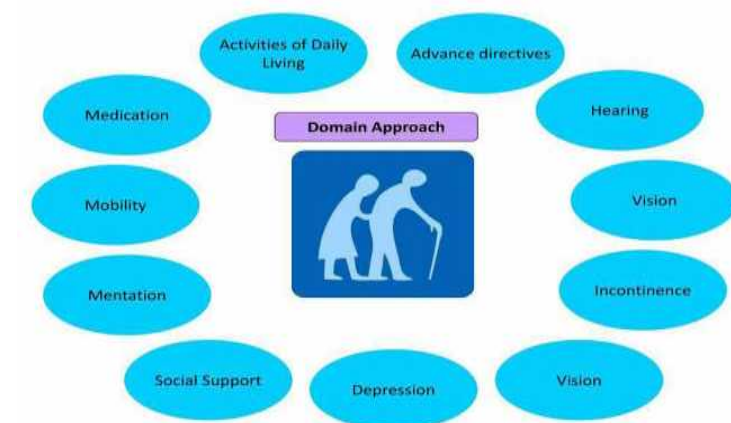 Activities of Daily
Living
Advance directives
Medication
Hearing
Domain Approach
Mobility
Vision
Mentation
Incontinence
Social Support
Depression
Vision